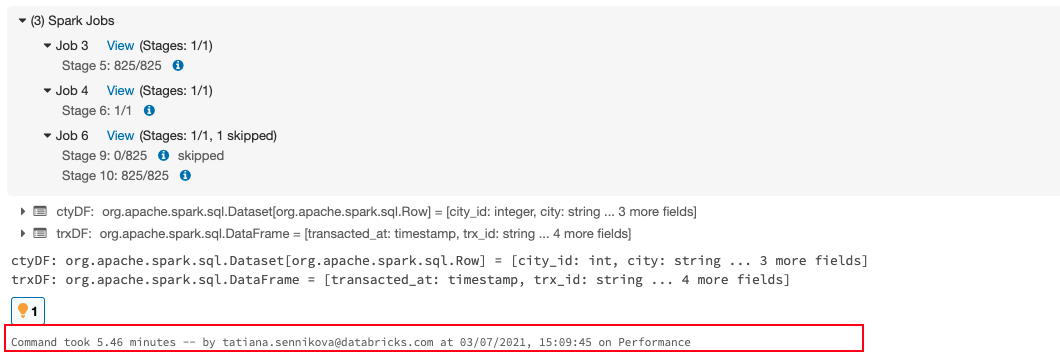 (3) Spark Jobs
Job 3 View (Stages: 1/1)
Stage 5: 825/825 i
Job 4 View (Stages: 1/1)
Stage 6: 1/1 i
Job 6 View (Stages: 1/1, 1 skipped)
Stage 9: 0/825 i skipped
Stage 10: 825/825 i
ctyDF: org.apache.spark.sql.Dataset[org.apache.spark.sql.Row] = [city_id: integer, city: string ... 3 more fields]
trxDF: org.apache.spark.sql.DataFrame = [transacted_at: timestamp, trx_id: string ... 4 more fields]
ctyDF: org.apache.spark.sql.Dataset[org.apache.spark.sql.Row] = [city_id: int, city: string ... 3 more fields]
trxDF: org.apache.spark.sql.DataFrame = [transacted_at: timestamp, trx_id: string ... 4 more fields]
1
Command took 5.46 minutes -- by tatiana.sennikova@databricks.com at 03/07/2021, 15:09:45 on Performance